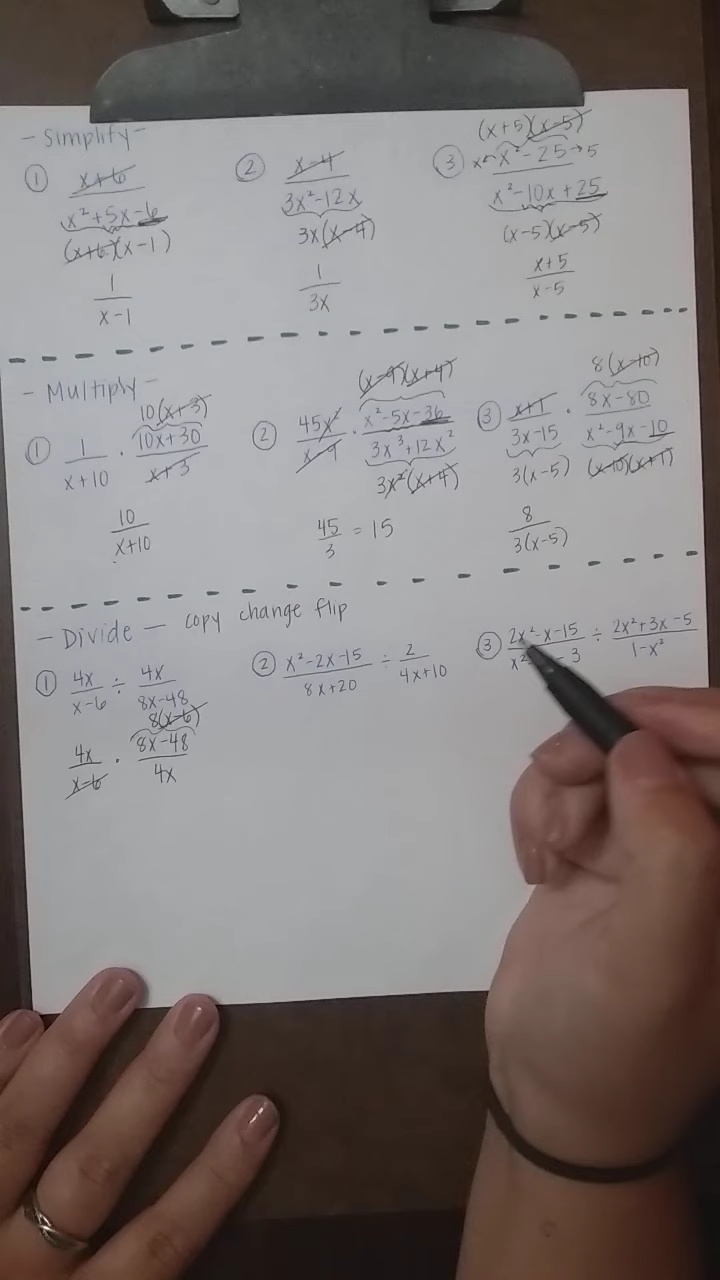 - Simplify -
① x+6 / x²+5x-6
(x+6)(x-1)
1 / x-1
② x-4 / 3x²-12x
3x(x-4)
1 / 3x
③ (x+5)(x-5)
x ← x²-25 → 5 / x²-10x+25
(x-5)(x-5)
x+5 / x-5
- Multiply -
① 10(x+3)
1 / x+10 · 10x+30 / x+3
10 / x+10
② (x-9)(x+4)
45x² / x-9 · x²-5x-36 / 3x³+12x²
3x²(x+4)
45 / 3 = 15
③ 8(x-10)
x+1 / 3x-15 · 8x-80 / x²-9x-10
3(x-5) (x-10)(x+1)
8 / 3(x-5)
- Divide - copy change flip
① 4x / x-6 ÷ 4x / 8x-48
8(x-6)
4x / x-6 · 8x-48 / 4x
② x²-2x-15 / 8x+20 ÷ 2 / 4x+10
③ 2x²-x-15 / x² - 3 ÷ 2x²+3x-5 / 1-x²